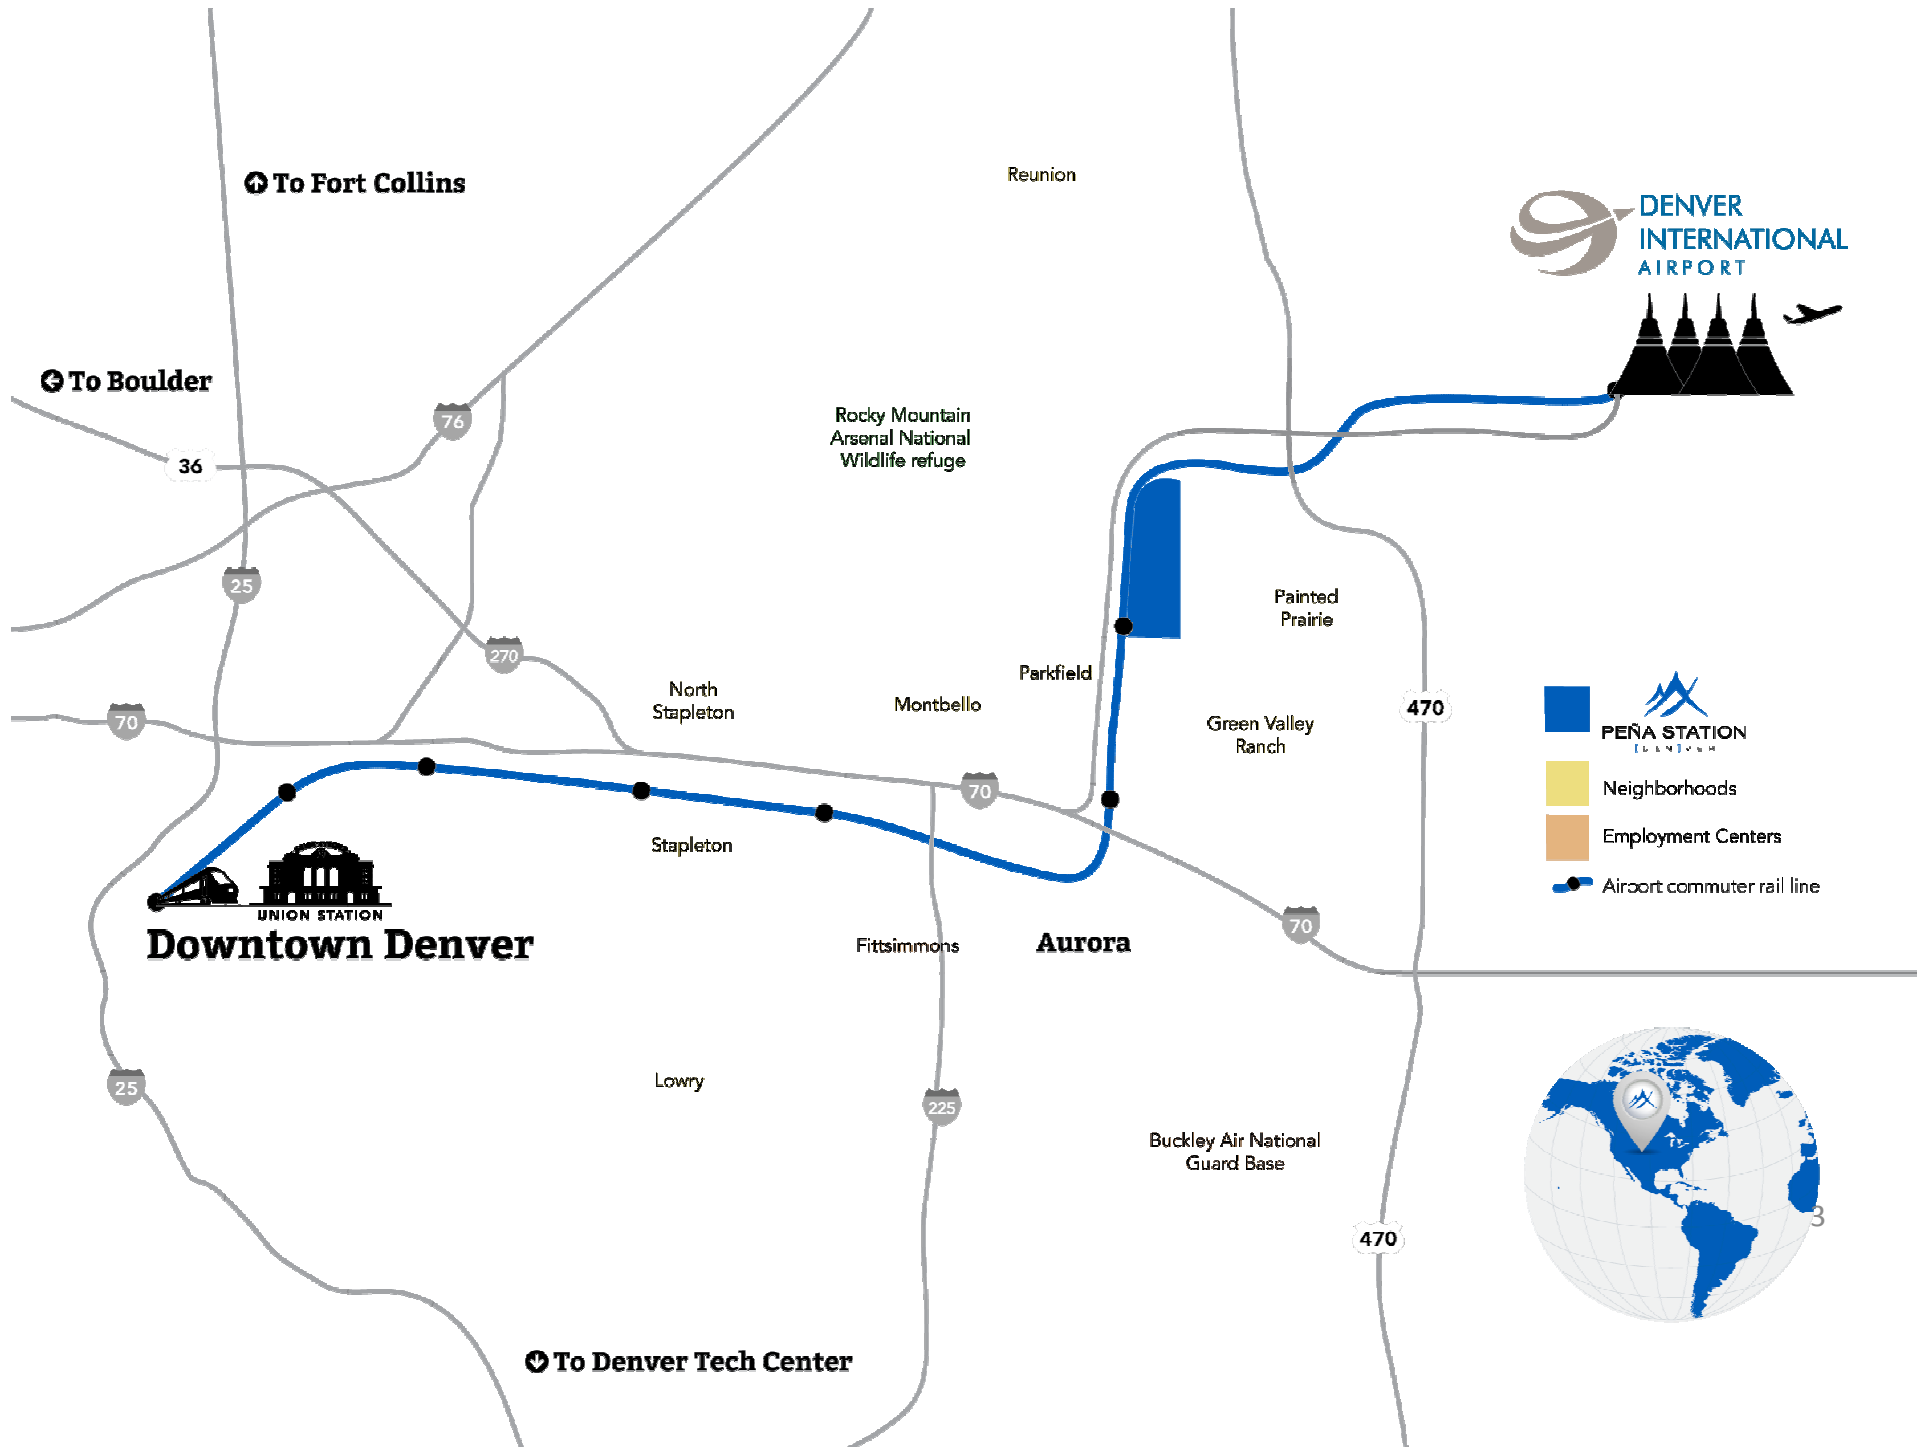 To Fort Collins
Reunion
DENVER
INTERNATIONAL
AIRPORT
To Boulder
76
Rocky Mountain
Arsenal National
Wildlife refuge
36
25
Painted
Prairie
270
Parkfield
North
Stapleton
Montbello
470
70
Green Valley
Ranch
PEÑA STATION
70
Neighborhoods
Stapleton
Employment Centers
Airport commuter rail line
UNION STATION
70
Downtown Denver
Fittsimmons
Aurora
25
Lowry
225
Buckley Air National
Guard Base
3
470
To Denver Tech Center